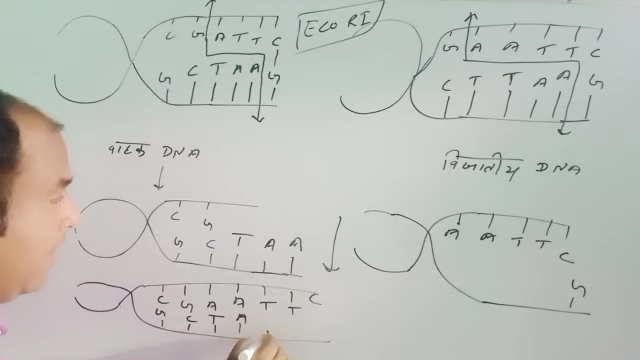 ECO RI
C G A T T C
G C T A A G
G A A T T C
C T T A A G
वाहक DNA
विजातीय DNA
C G
G C T A A
A A T T C
G
C G A A T T C
G C T A